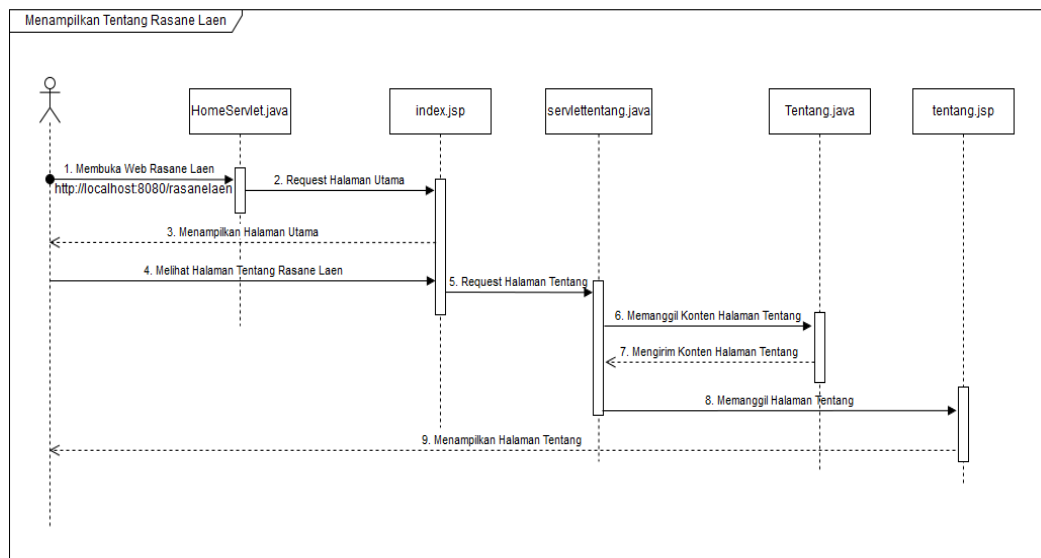 Menampilkan Tentang Rasane Laen
HomeServlet.java
index.jsp
servlettentang.java
Tentang.java
tentang.jsp
1. Membuka Web Rasane Laen
http://localhost:8080/rasanelaen
2. Request Halaman Utama
3. Menampilkan Halaman Utama
4. Melihat Halaman Tentang Rasane Laen
5. Request Halaman Tentang
6. Memanggil Konten Halaman Tentang
7. Mengirim Konten Halaman Tentang
8. Memanggil Halaman Tentang
9. Menampilkan Halaman Tentang